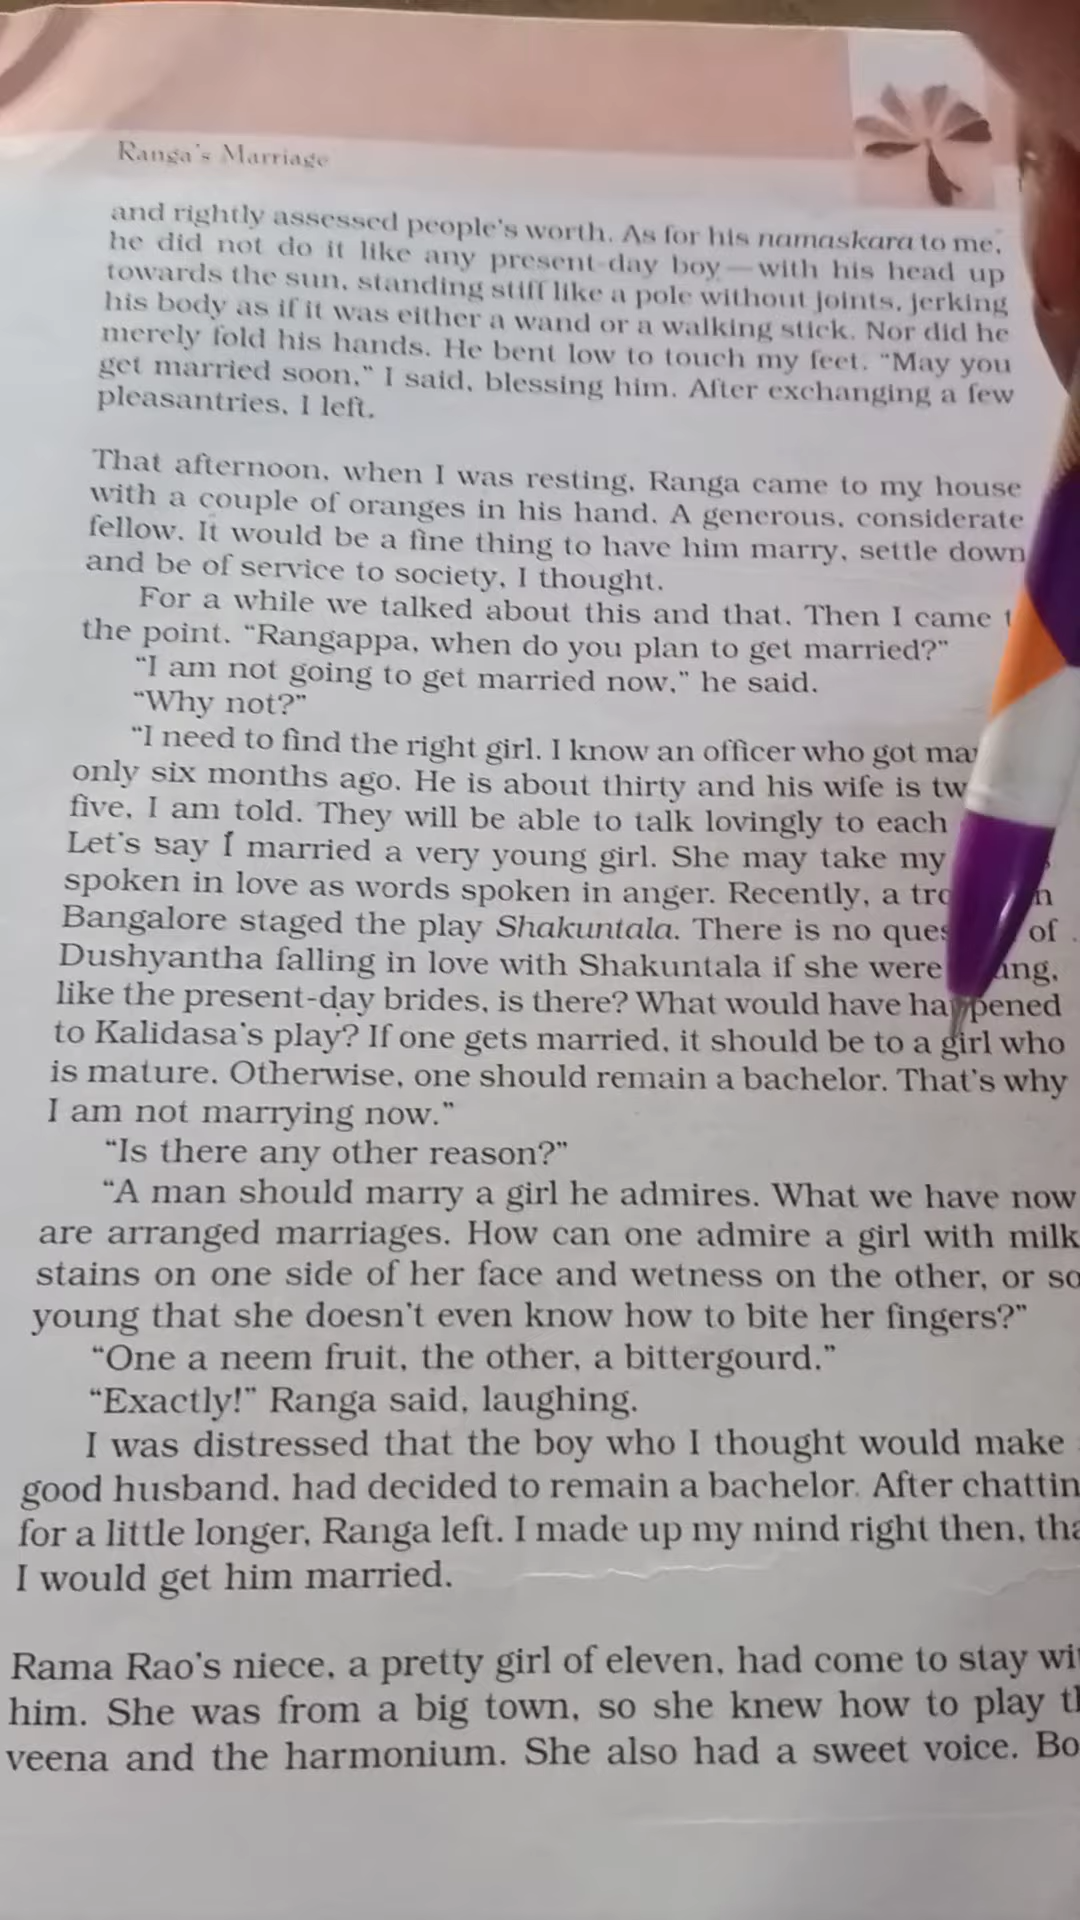 Ranga's Marriage
and rightly assessed people's worth. As for his namaskara to me,
he did not do it like any present-day boy — with his head up
towards the sun, standing stiff like a pole without joints, jerking
his body as if it was either a wand or a walking stick. Nor did he
merely fold his hands. He bent low to touch my feet. “May you
get married soon,” I said, blessing him. After exchanging a few
pleasantries, I left.
That afternoon, when I was resting, Ranga came to my house
with a couple of oranges in his hand. A generous, considerate
fellow. It would be a fine thing to have him marry, settle down
and be of service to society, I thought.
For a while we talked about this and that. Then I came
the point. “Rangappa, when do you plan to get married?”
“I am not going to get married now,” he said.
“Why not?”
“I need to find the right girl. I know an officer who got
only six months ago. He is about thirty and his wife is
five, I am told. They will be able to talk lovingly to each
Let's say I married a very young girl. She may take my
spoken in love as words spoken in anger. Recently, a
Bangalore staged the play Shakuntala. There is no of
Dushyantha falling in love with Shakuntala if she were
like the present-day brides, is there? What would have happened
to Kalidasa's play? If one gets married, it should be to a girl who
is mature. Otherwise, one should remain a bachelor. That's why
I am not marrying now.”
“Is there any other reason?”
“A man should marry a girl he admires. What we have now
are arranged marriages. How can one admire a girl with milk
stains on one side of her face and wetness on the other, or so
young that she doesn't even know how to bite her fingers?”
“One a neem fruit, the other, a bittergourd.”
“Exactly!” Ranga said, laughing.
I was distressed that the boy who I thought would make
good husband, had decided to remain a bachelor. After
for a little longer, Ranga left. I made up my mind right then,
I would get him married.
Rama Rao's niece, a pretty girl of eleven, had come to stay
him. She was from a big town, so she knew how to play
veena and the harmonium. She also had a sweet voice.